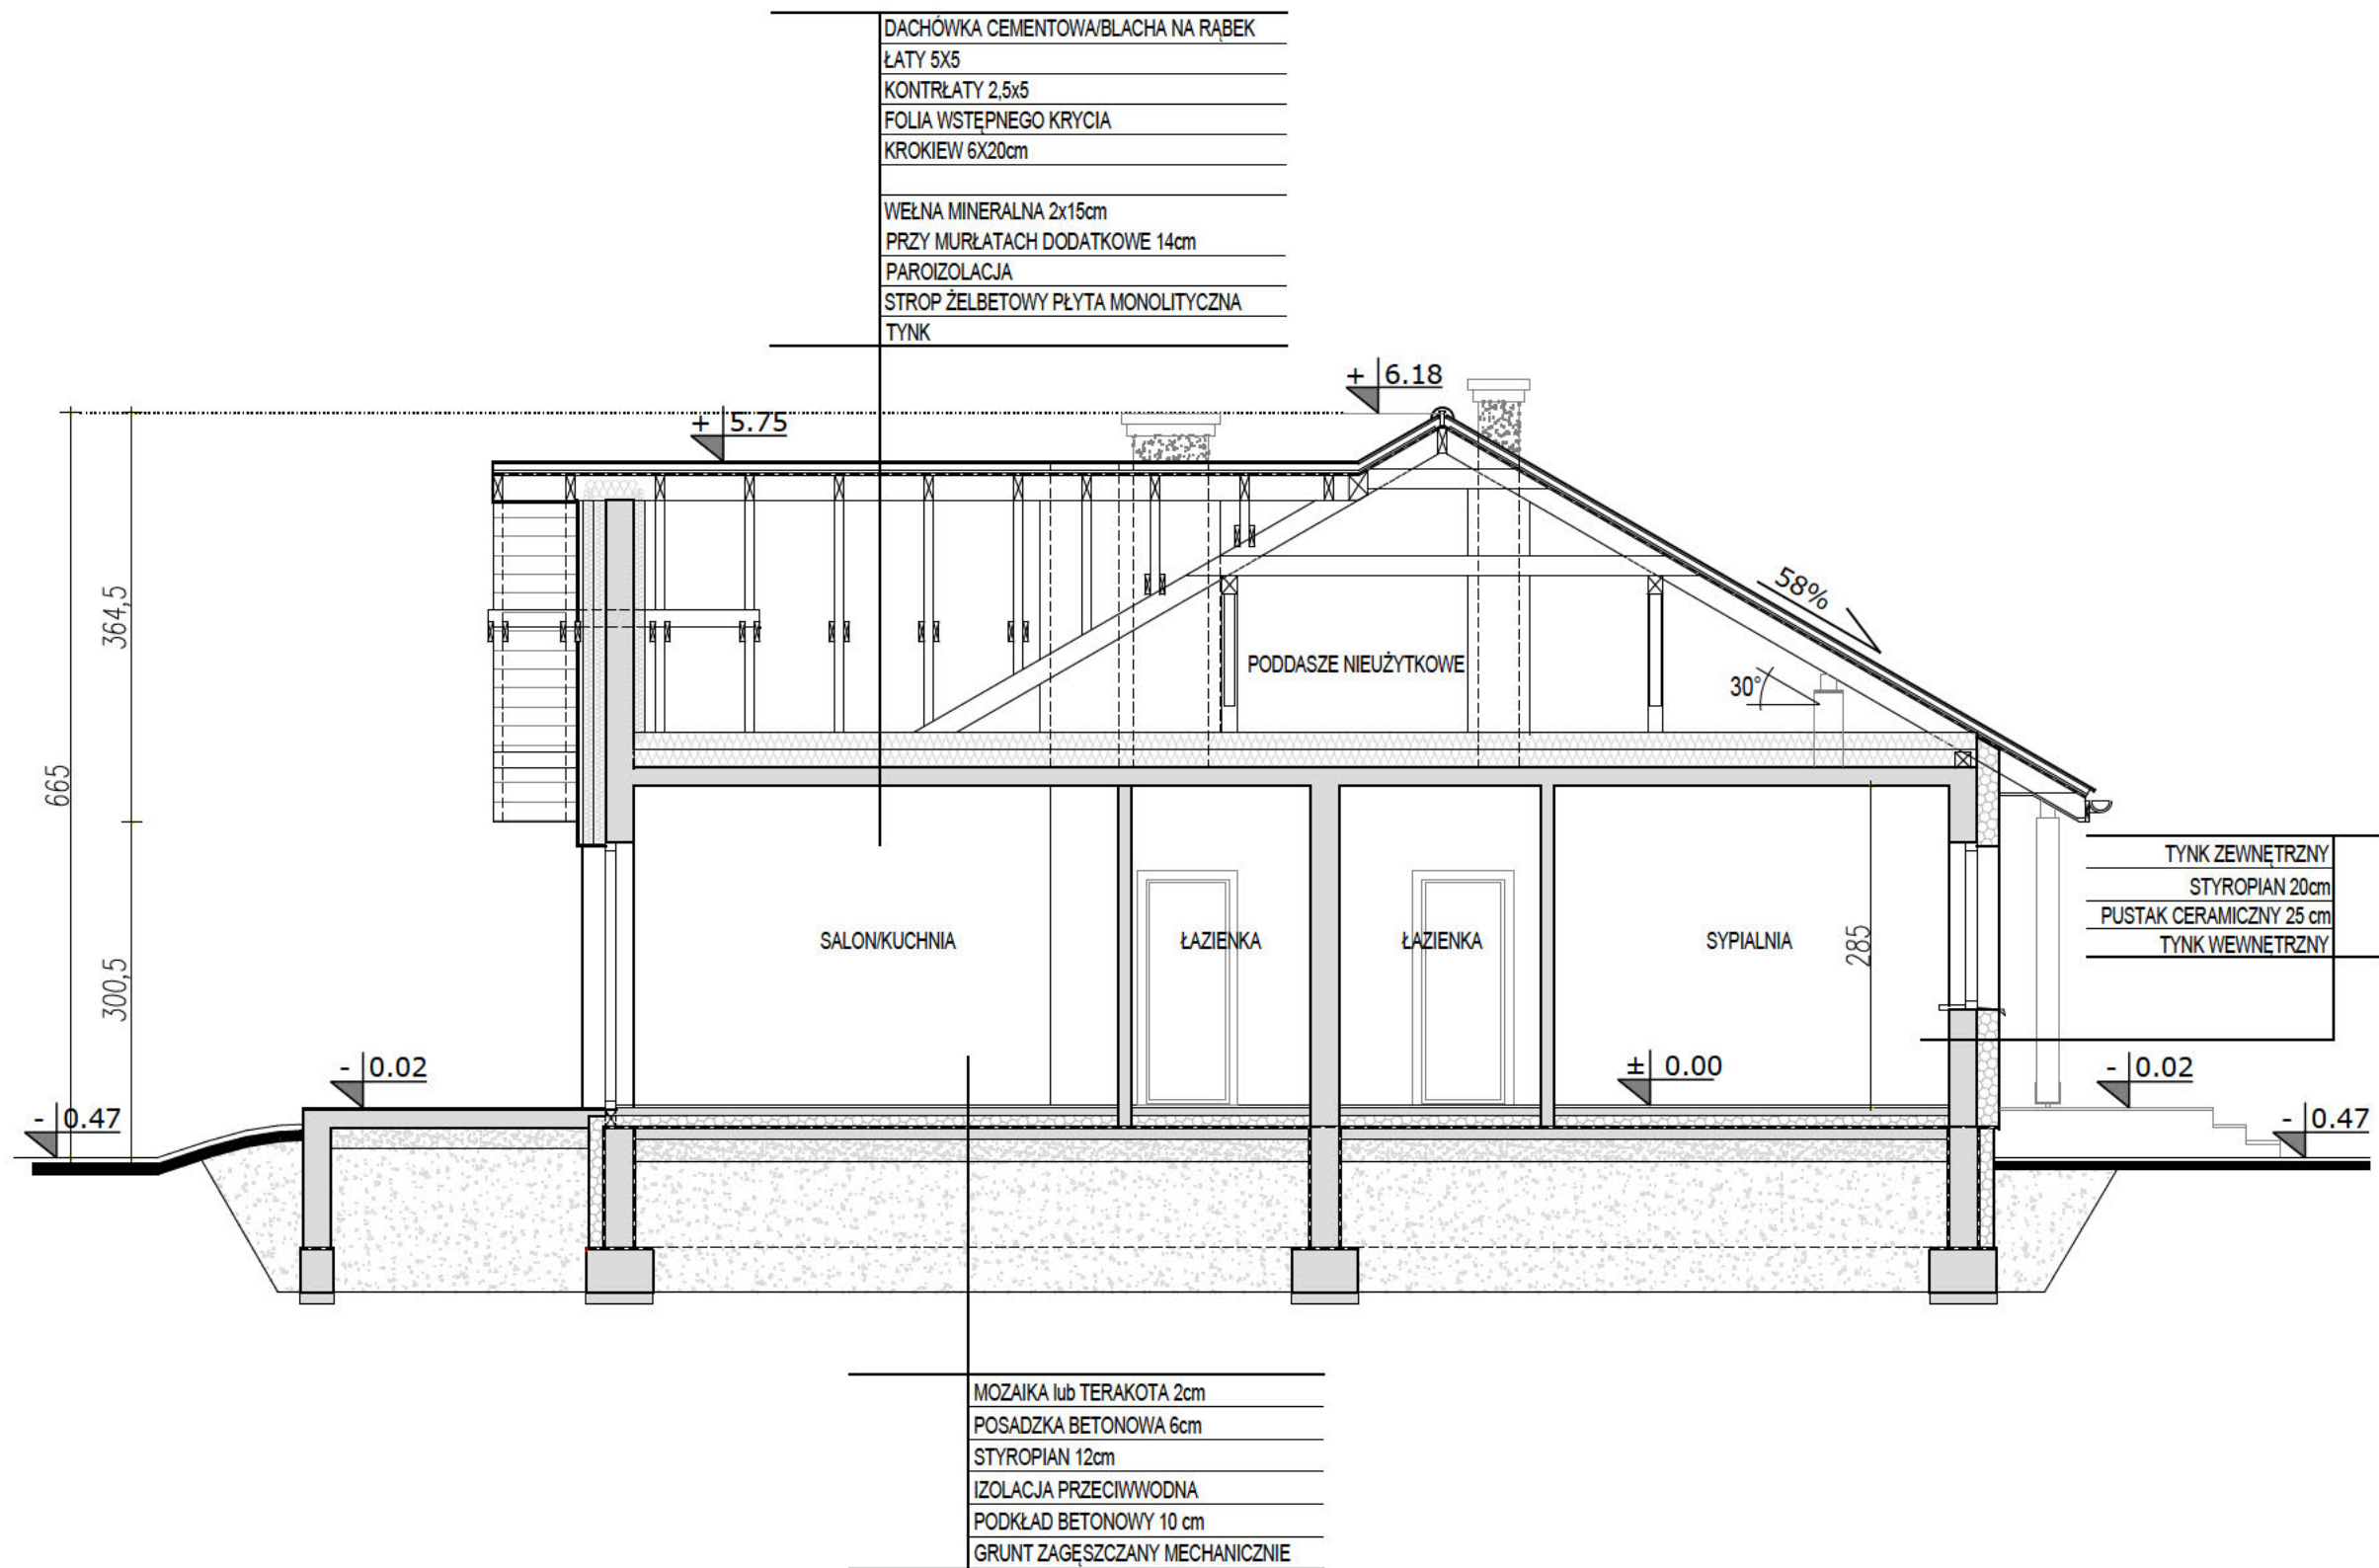 DACHÓWKA CEMENTOWA/BLACHA NA RĄBEK
ŁATY 5X5
KONTRŁATY 2,5x5
FOLIA WSTĘPNEGO KRYCIA
KROKIEW 6X20cm
WEŁNA MINERALNA 2x15cm
PRZY MURŁATACH DODATKOWE 14cm
PAROIZOLACJA
STROP ŻELBETOWY PŁYTA MONOLITYCZNA
TYNK
+ 6.18
+ 5.75
364,5
58%
PODDASZE NIEUŻYTKOWE
30°
665
TYNK ZEWNĘTRZNY
STYROPIAN 20cm
PUSTAK CERAMICZNY 25 cm
TYNK WEWNĘTRZNY
SALON/KUCHNIA
ŁAZIENKA
ŁAZIENKA
SYPIALNIA
285
300,5
- 0.02
± 0.00
- 0.02
- 0.47
- 0.47
MOZAIKA lub TERAKOTA 2cm
POSADZKA BETONOWA 6cm
STYROPIAN 12cm
IZOLACJA PRZECIWWODNA
PODKŁAD BETONOWY 10 cm
GRUNT ZAGĘSZCZANY MECHANICZNIE